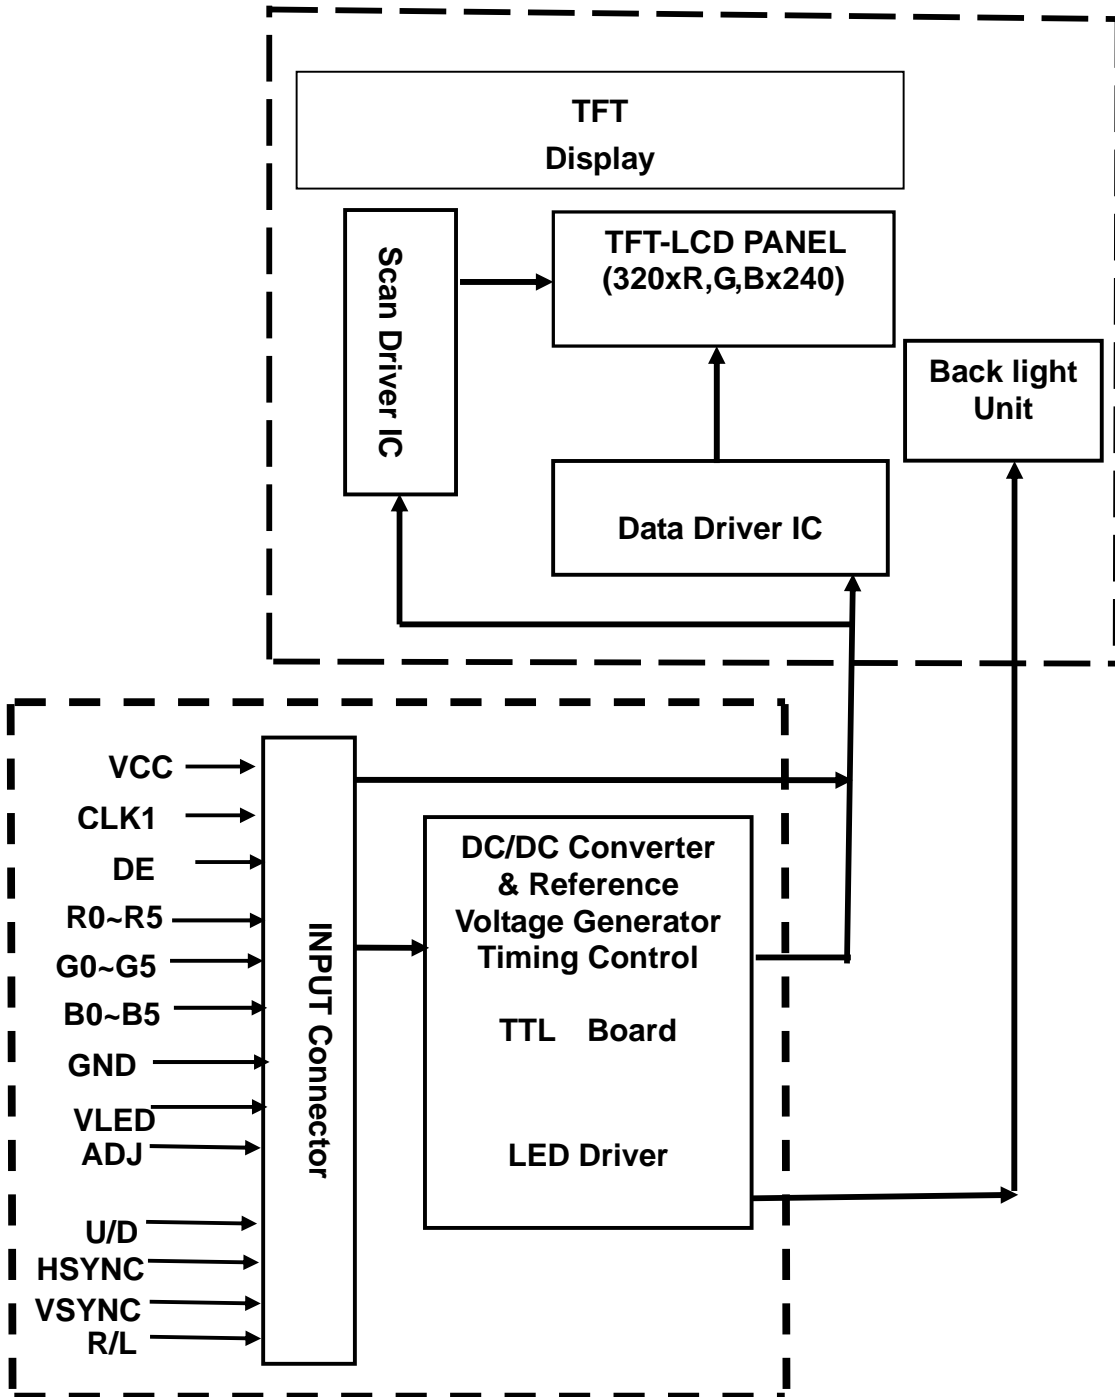 TFT
Display
TFT-LCD PANEL
(320xR,G,Bx240)
Scan Driver IC
Back light
Unit
Data Driver IC
VCC
CLK1
DE
R0~R5
G0~G5
B0~B5
GND
VLED
ADJ
U/D
HSYNC
VSYNC
R/L
INPUT Connector
DC/DC Converter
& Reference
Voltage Generator
Timing Control
TTL Board
LED Driver